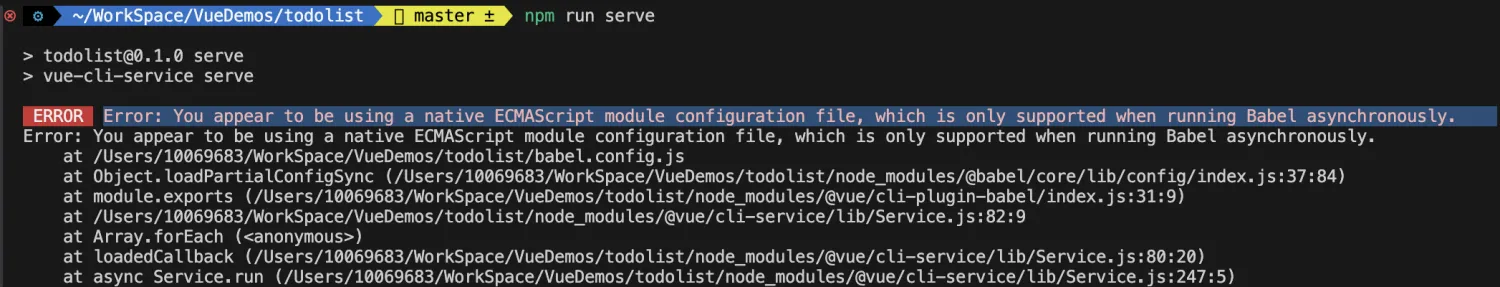 ~/WorkSpace/VueDemos/todolist master ± npm run serve
> todolist@0.1.0 serve
> vue-cli-service serve
ERROR Error: You appear to be using a native ECMAScript module configuration file, which is only supported when running Babel asynchronously.
Error: You appear to be using a native ECMAScript module configuration file, which is only supported when running Babel asynchronously.
at /Users/10069683/WorkSpace/VueDemos/todolist/babel.config.js
at Object.loadPartialConfigSync (/Users/10069683/WorkSpace/VueDemos/todolist/node_modules/@babel/core/lib/config/index.js:37:84)
at module.exports (/Users/10069683/WorkSpace/VueDemos/todolist/node_modules/@vue/cli-plugin-babel/index.js:31:9)
at /Users/10069683/WorkSpace/VueDemos/todolist/node_modules/@vue/cli-service/lib/Service.js:82:9
at Array.forEach (<anonymous>)
at loadedCallback (/Users/10069683/WorkSpace/VueDemos/todolist/node_modules/@vue/cli-service/lib/Service.js:80:20)
at async Service.run (/Users/10069683/WorkSpace/VueDemos/todolist/node_modules/@vue/cli-service/lib/Service.js:247:5)